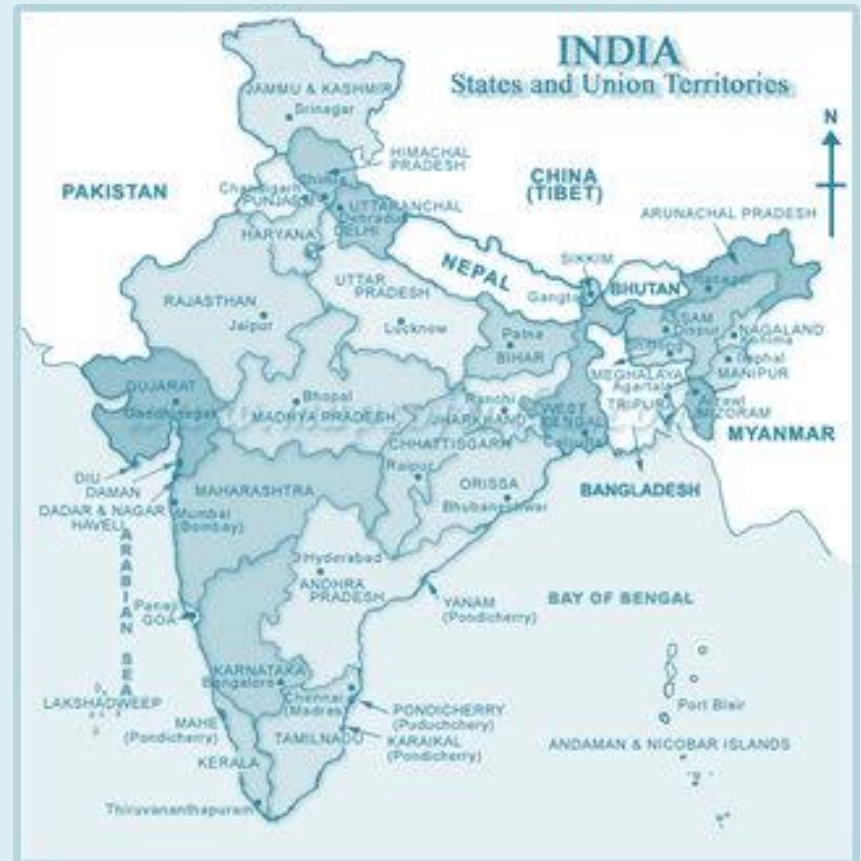 INDIA
States and Union Territories
N
JAMMU & KASHMIR
Srinagar
HIMACHAL
PRADESH
PAKISTAN
CHINA
(TIBET)
Chandigarh
Shimla
PUNJAB
UTTARANCHAL
ARUNACHAL PRADESH
HARYANA
DELHI
NEPAL
SIKKIM
Gangtok
BHUTAN
UTTAR
PRADESH
RAJASTHAN
Jaipur
Lucknow
ASSAM
Dispur
NAGALAND
Kohima
Patna
BIHAR
MEGHALAYA
Imphal
MANIPUR
Agartala
TRIPURA
MIZORAM
GUJARAT
Gandhinagar
Bhopal
MADHYA PRADESH
Ranchi
JHARKHAND
WEST
BENGAL
MYANMAR
CHHATTISGARH
Raipur
DIU
DAMAN
DADAR & NAGAR
HAVELI
MAHARASHTRA
Mumbai
(Bombay)
ORISSA
Bhubaneshwar
BANGLADESH
ARABIAN SEA
Hyderabad
ANDHRA
PRADESH
YANAM
(Pondicherry)
BAY OF BENGAL
Panaji
GOA
KARNATAKA
Bangalore
Chennai
(Madras)
LAKSHADWEEP
MAHE
(Pondicherry)
PONDICHERRY
(Puduchchery)
TAMILNADU
KARAIKAL
(Pondicherry)
Port Blair
ANDAMAN & NICOBAR ISLANDS
KERALA
Thiruvananthapuram